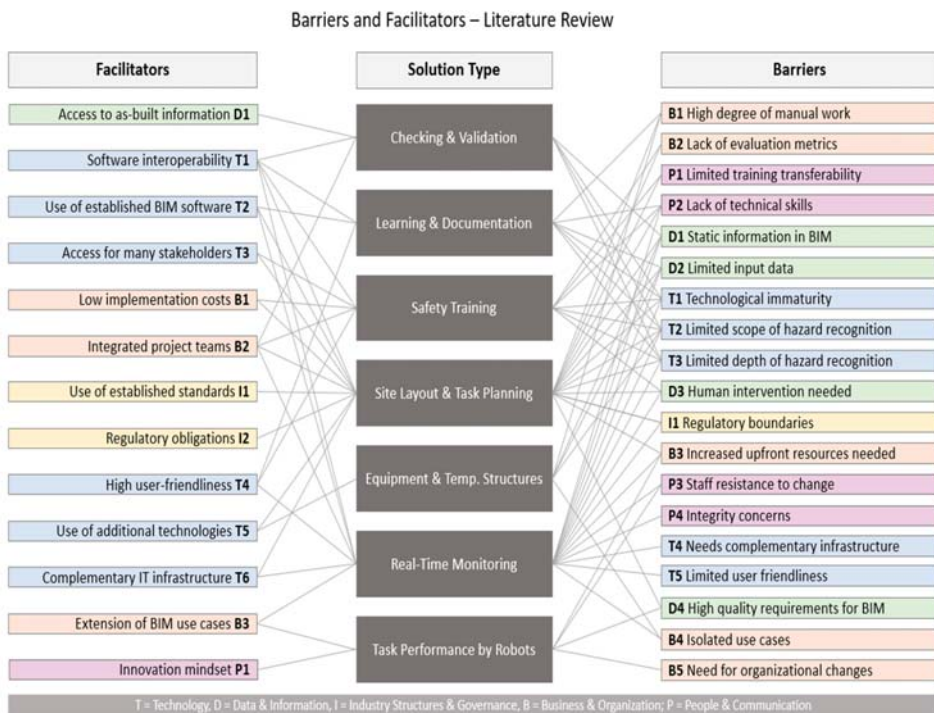 Barriers and Facilitators – Literature Review
Facilitators
Access to as-built information D1
Software interoperability T1
Use of established BIM software T2
Access for many stakeholders T3
Low implementation costs B1
Integrated project teams B2
Use of established standards I1
Regulatory obligations I2
High user-friendliness T4
Use of additional technologies T5
Complementary IT infrastructure T6
Extension of BIM use cases B3
Innovation mindset P1
Solution Type
Checking & Validation
Learning & Documentation
Safety Training
Site Layout & Task Planning
Equipment & Temp. Structures
Real-Time Monitoring
Task Performance by Robots
Barriers
B1 High degree of manual work
B2 Lack of evaluation metrics
P1 Limited training transferability
P2 Lack of technical skills
D1 Static information in BIM
D2 Limited input data
T1 Technological immaturity
T2 Limited scope of hazard recognition
T3 Limited depth of hazard recognition
D3 Human intervention needed
I1 Regulatory boundaries
B3 Increased upfront resources needed
P3 Staff resistance to change
P4 Integrity concerns
T4 Needs complementary infrastructure
T5 Limited user friendliness
D4 High quality requirements for BIM
B4 Isolated use cases
B5 Need for organizational changes
T = Technology, D = Data & Information, I = Industry Structures & Governance, B = Business & Organization; P = People & Communication